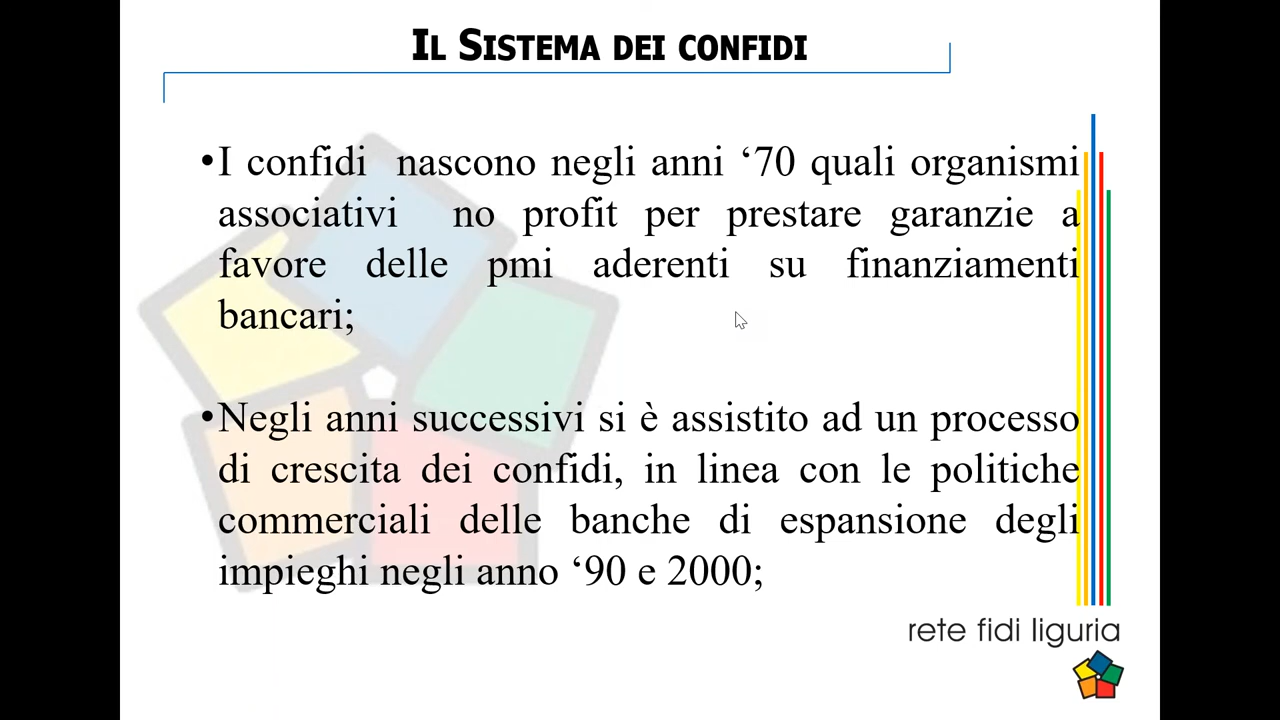 IL SISTEMA DEI CONFIDI
•I confidi nascono negli anni ‘70 quali organismi
associativi no profit per prestare garanzie a
favore delle pmi aderenti su finanziamenti
bancari;
•Negli anni successivi si è assistito ad un processo
di crescita dei confidi, in linea con le politiche
commerciali delle banche di espansione degli
impieghi negli anno ‘90 e 2000;
rete fidi liguria